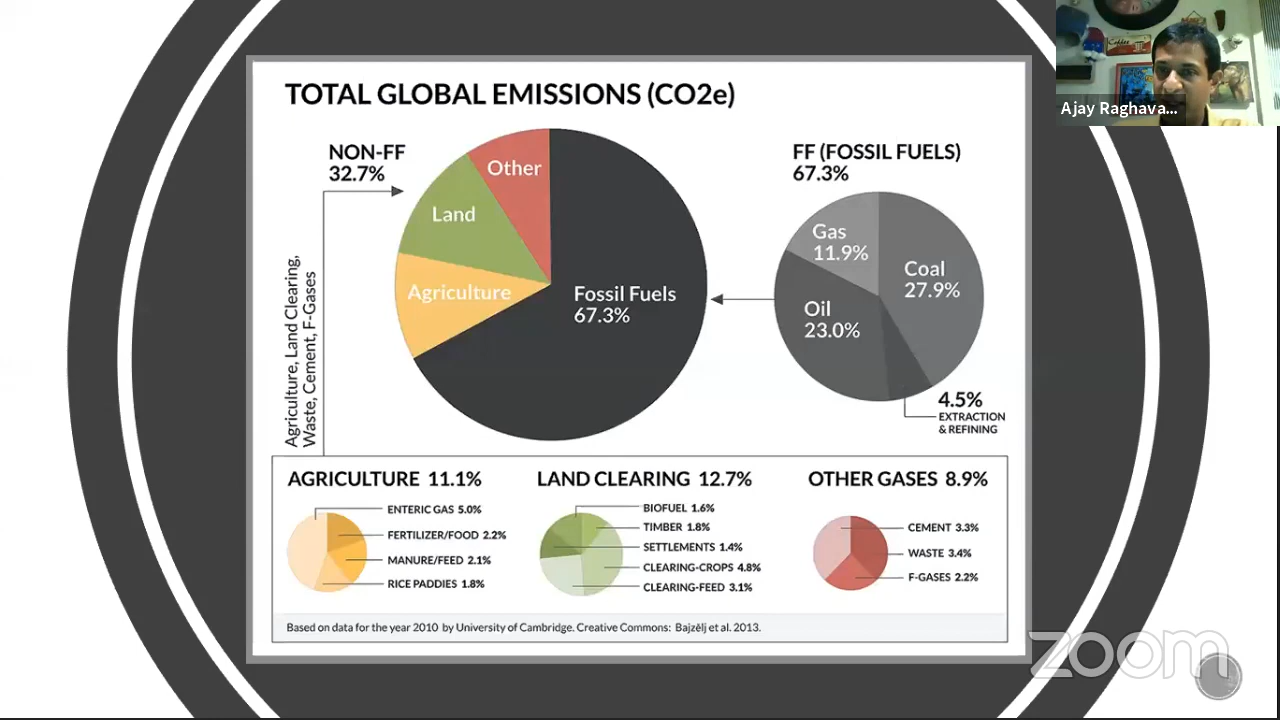 TOTAL GLOBAL EMISSIONS (CO2e)
Ajay Raghava...
NON-FF
32.7%
Other
Land
Agriculture
Fossil Fuels
67.3%
Agriculture, Land Clearing,
Waste, Cement, F-Gases
FF (FOSSIL FUELS)
67.3%
Gas
11.9%
Coal
27.9%
Oil
23.0%
4.5%
EXTRACTION
& REFINING
AGRICULTURE 11.1%
ENTERIC GAS 5.0%
FERTILIZER/FOOD 2.2%
MANURE/FEED 2.1%
RICE PADDIES 1.8%
LAND CLEARING 12.7%
BIOFUEL 1.6%
TIMBER 1.8%
SETTLEMENTS 1.4%
CLEARING-CROPS 4.8%
CLEARING-FEED 3.1%
OTHER GASES 8.9%
CEMENT 3.3%
WASTE 3.4%
F-GASES 2.2%
Based on data for the year 2010 by University of Cambridge. Creative Commons: Bajzělj et al. 2013.
zoom